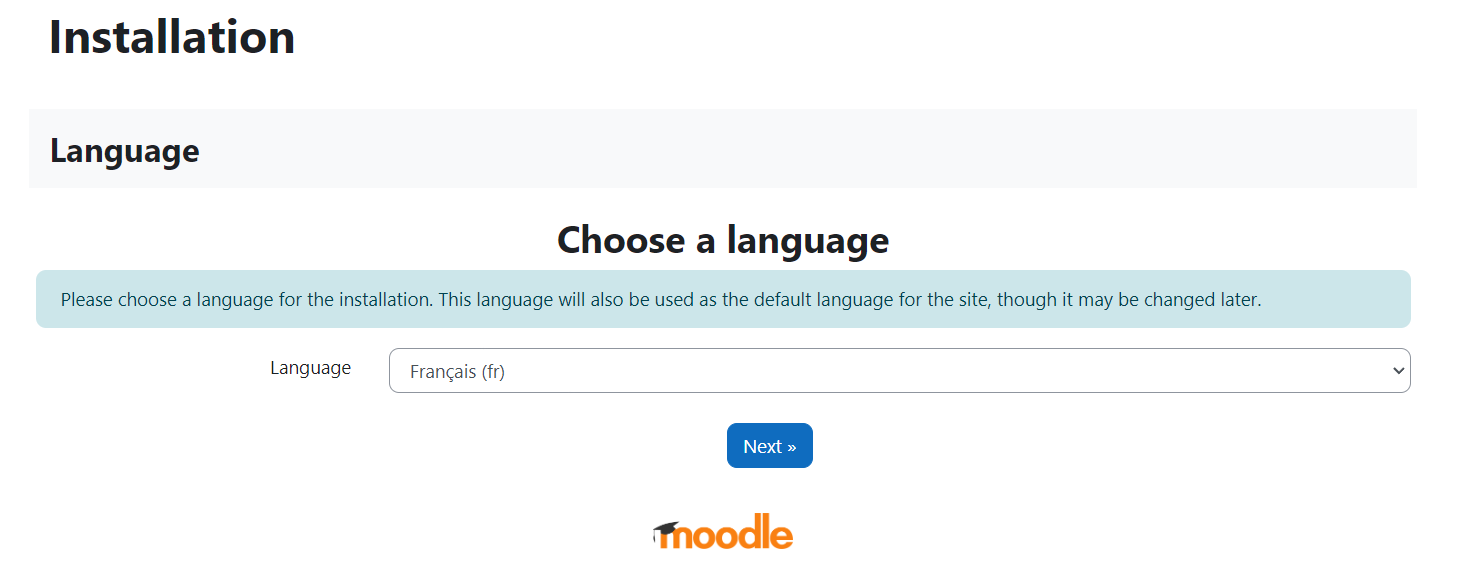 Installation
Language
Choose a language
Please choose a language for the installation. This language will also be used as the default language for the site, though it may be changed later.
Language
Français (fr)
Next »
moodle